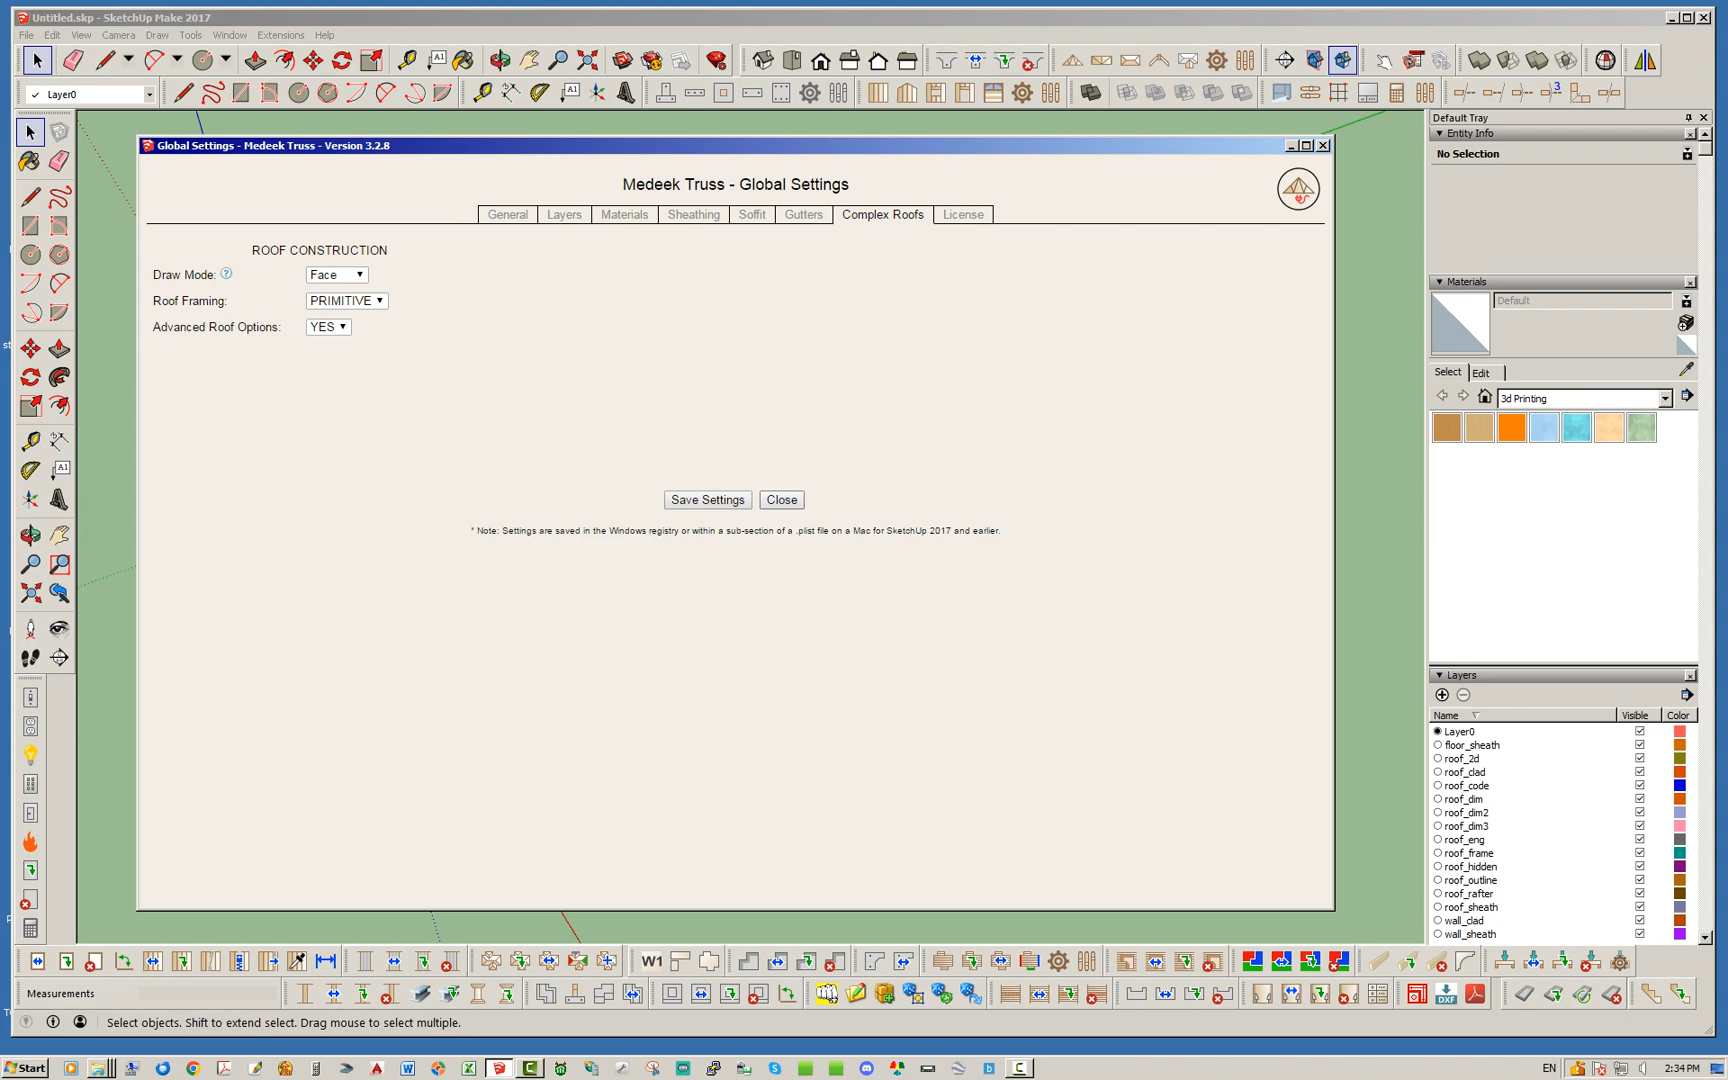 Untitled.skp - SketchUp Make 2017
File Edit View Camera Draw Tools Window Extensions Help
✓ Layer0
Global Settings - Medeek Truss - Version 3.2.8
Medeek Truss - Global Settings
General Layers Materials Sheathing Soffit Gutters Complex Roofs License
ROOF CONSTRUCTION
Draw Mode: ? Face
Roof Framing: PRIMITIVE
Advanced Roof Options: YES
Save Settings Close
* Note: Settings are saved in the Windows registry or within a sub-section of a .plist file on a Mac for SketchUp 2017 and earlier.
Default Tray
Entity Info
No Selection
Materials
Default
Select Edit
3d Printing
Layers
Name Visible Color
Layer0
floor_sheath
roof_2d
roof_clad
roof_code
roof_dim
roof_dim2
roof_dim3
roof_eng
roof_frame
roof_hidden
roof_outline
roof_rafter
roof_sheath
wall_clad
wall_sheath
W1
DXF
Measurements
Select objects. Shift to extend select. Drag mouse to select multiple.
Start
EN
2:34 PM